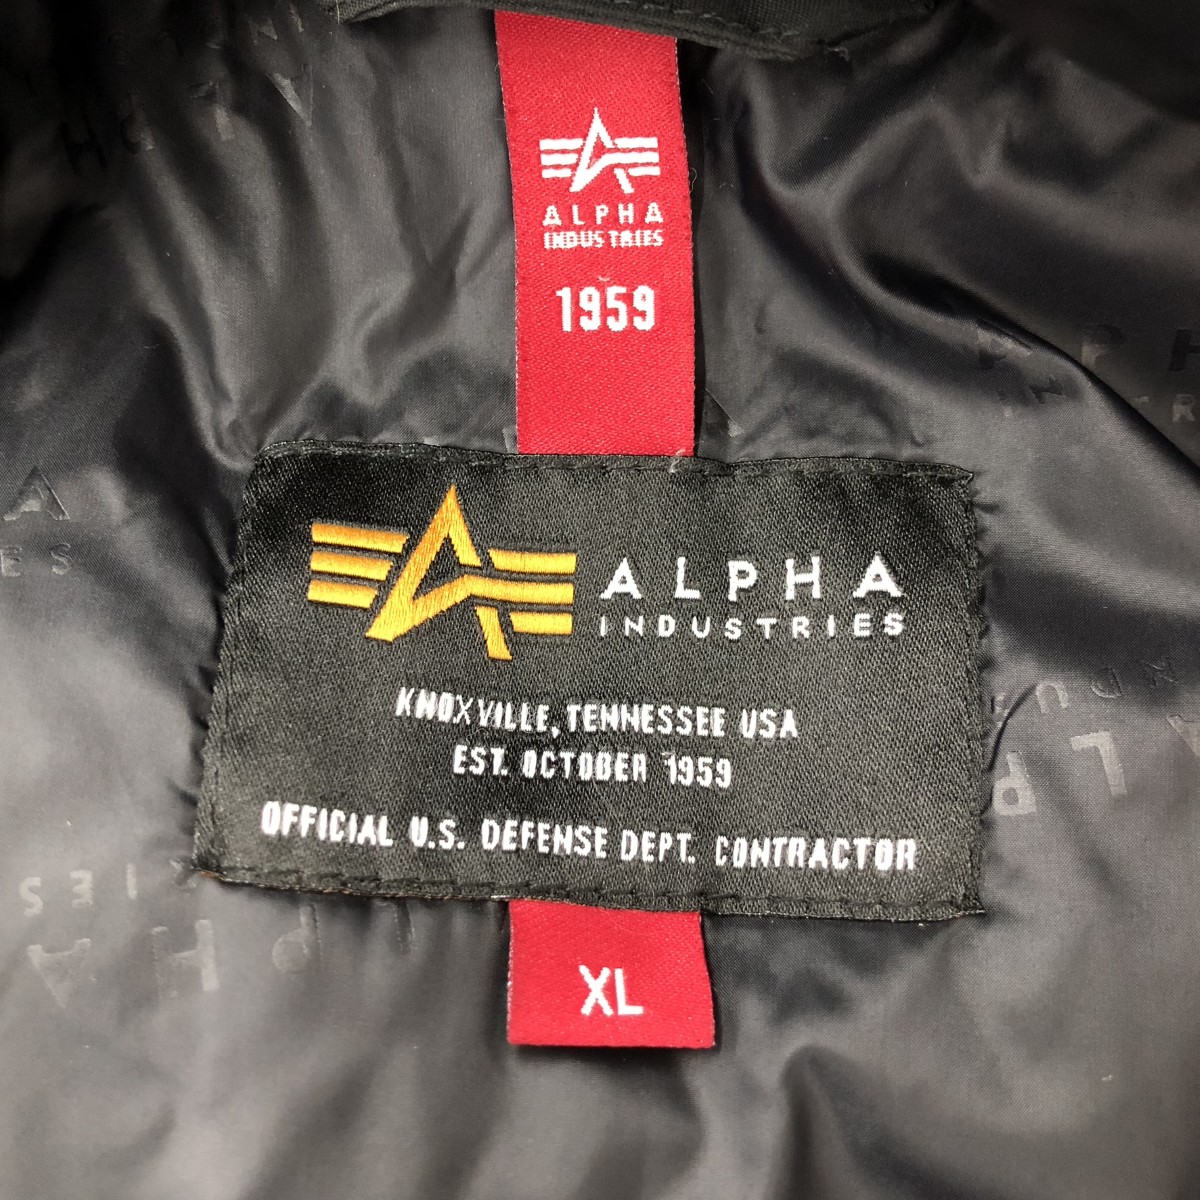 ALPHA
INDUSTRIES
1959
ALPHA
INDUSTRIES
KNOXVILLE, TENNESSEE USA
EST. OCTOBER 1959
OFFICIAL U.S. DEFENSE DEPT. CONTRACTOR
XL